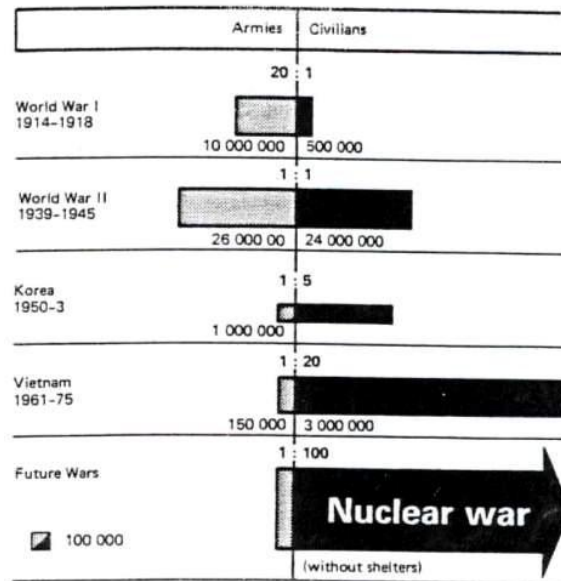 Armies Civilians
20 : 1
World War I
1914-1918
10 000 000 500 000
1 : 1
World War II
1939-1945
26 000 00 24 000 000
1 : 5
Korea
1950-3
1 000 000
1 : 20
Vietnam
1961-75
150 000 3 000 000
1 : 100
Future Wars
Nuclear war
100 000
(without shelters)